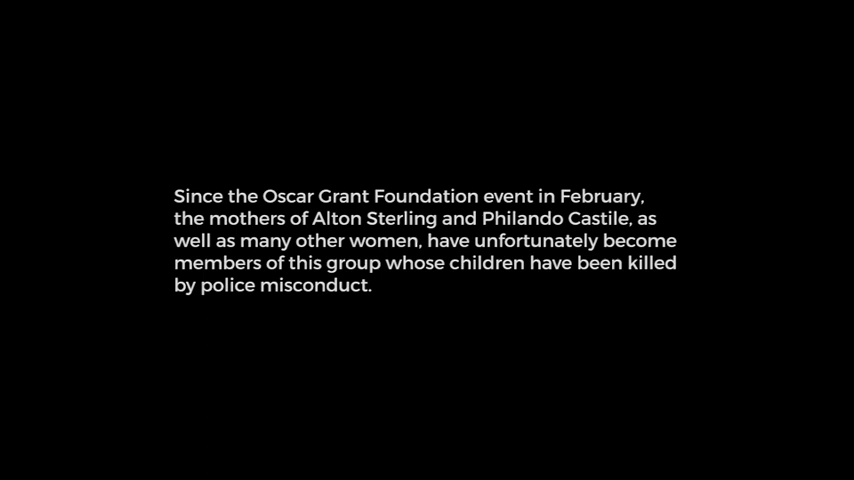 Since the Oscar Grant Foundation event in February,
the mothers of Alton Sterling and Philando Castile, as
well as many other women, have unfortunately become
members of this group whose children have been killed
by police misconduct.